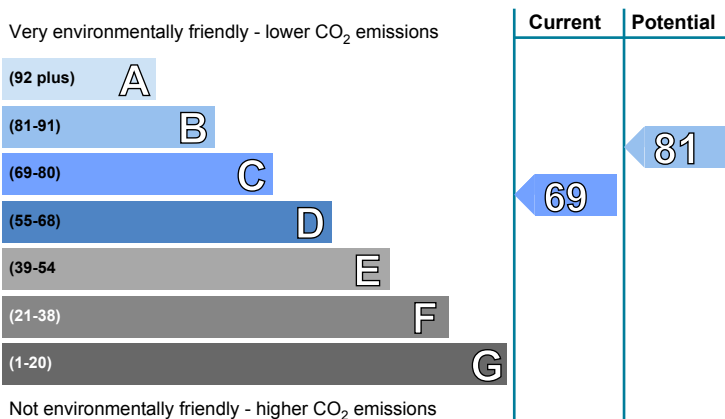 Very environmentally friendly - lower CO2 emissions
Current
Potential
(92 plus) A
(81-91) B
(69-80) C
(55-68) D
(39-54 E
(21-38) F
(1-20) G
69
81
Not environmentally friendly - higher CO2 emissions